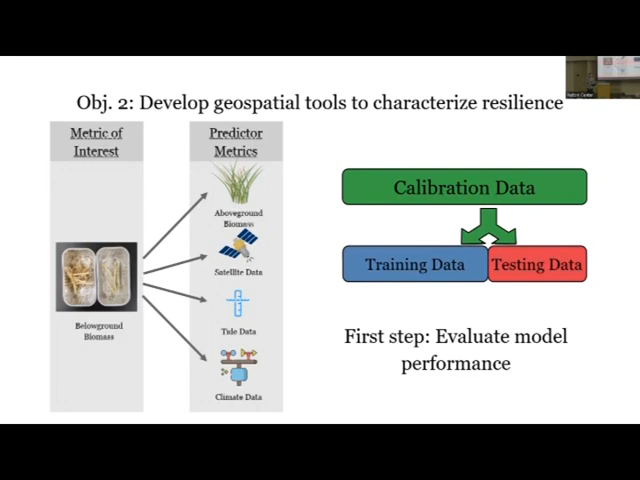 Obj. 2: Develop geospatial tools to characterize resilience
Metric of
Interest
Belowground
Biomass
Predictor
Metrics
Aboveground
Biomass
Satellite Data
Tide Data
Climate Data
Calibration Data
Training Data
Testing Data
First step: Evaluate model
performance